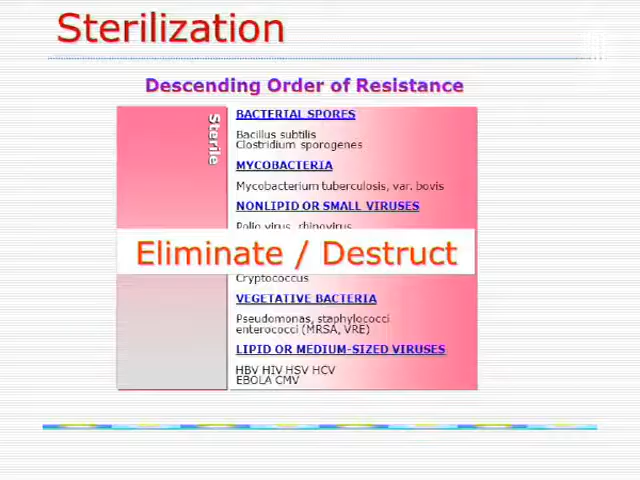 Sterilization
Descending Order of Resistance
Sterile
BACTERIAL SPORES
Bacillus subtilis
Clostridium sporogenes
MYCOBACTERIA
Mycobacterium tuberculosis, var. bovis
NONLIPID OR SMALL VIRUSES
Polio virus, rhinovirus
Eliminate / Destruct
Cryptococcus
VEGETATIVE BACTERIA
Pseudomonas, staphylococci
enterococci (MRSA, VRE)
LIPID OR MEDIUM-SIZED VIRUSES
HBV HIV HSV HCV
EBOLA CMV